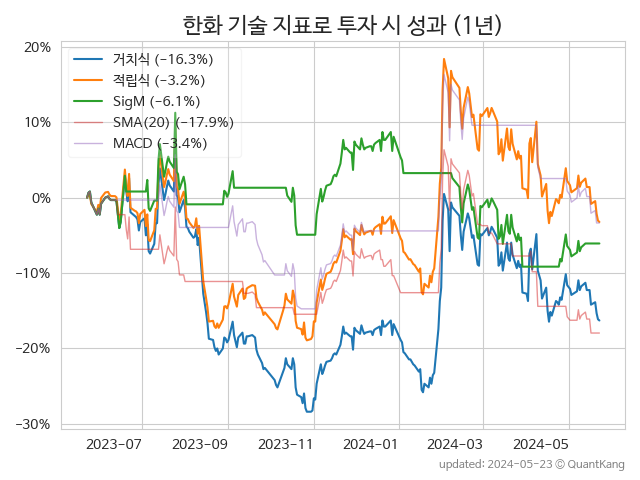 한화 기술 지표로 투자 시 성과 (1년)
20%
10%
0%
−10%
−20%
−30%
거치식 (−16.3%)
적립식 (−3.2%)
SigM (−6.1%)
SMA(20) (−17.9%)
MACD (−3.4%)
2023-07
2023-09
2023-11
2024-01
2024-03
2024-05
updated: 2024-05-23 ⓒ QuantKang